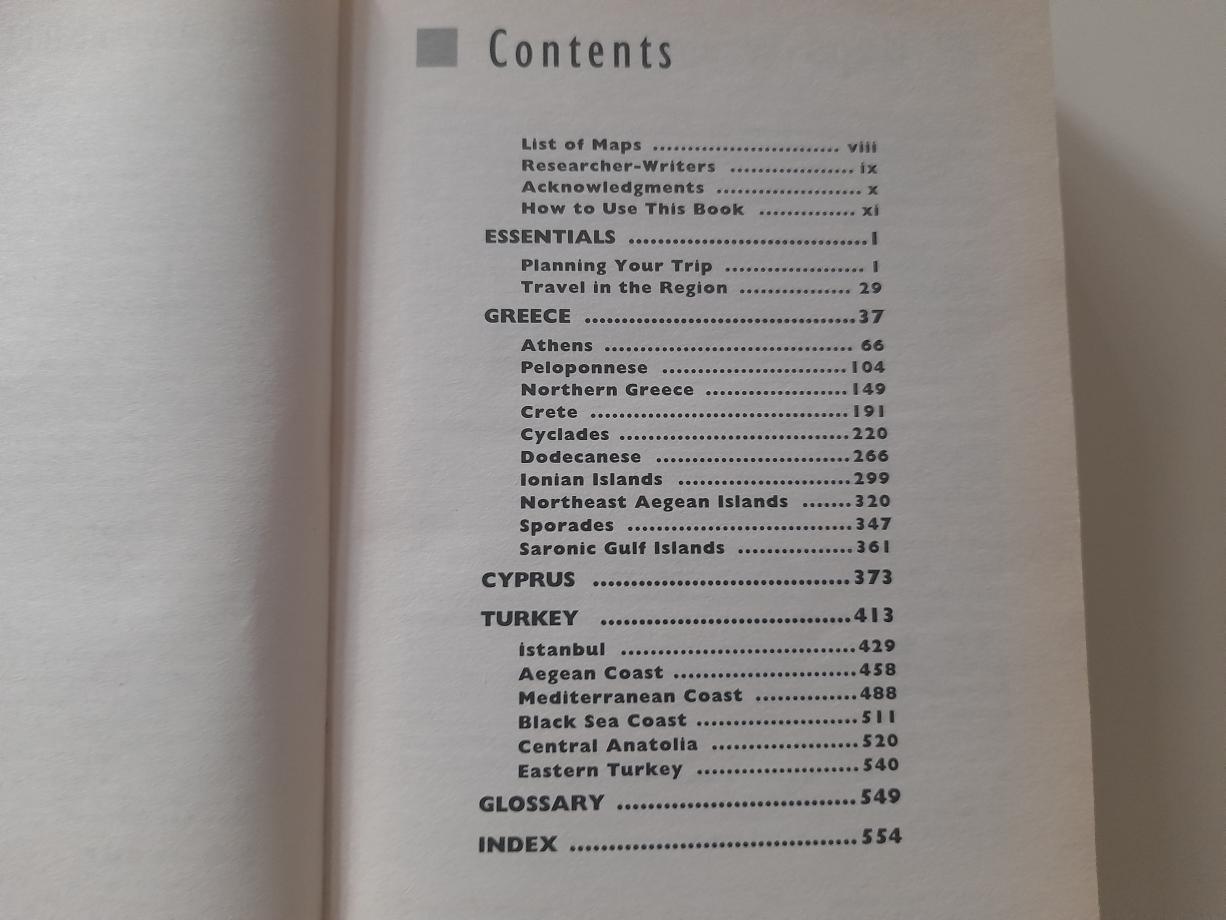 Contents
List of Maps ........................... viii
Researcher-Writers .................. ix
Acknowledgments ..................... x
How to Use This Book .............. xi
ESSENTIALS .................................1
Planning Your Trip .................... 1
Travel in the Region ................ 29
GREECE .....................................37
Athens ................................... 66
Peloponnese ..........................104
Northern Greece ....................149
Crete .....................................191
Cyclades ................................220
Dodecanese ...........................266
Ionian Islands ........................299
Northeast Aegean Islands .......320
Sporades ...............................347
Saronic Gulf Islands ................361
CYPRUS ...................................373
TURKEY ..................................413
İstanbul .................................429
Aegean Coast .........................458
Mediterranean Coast ..............488
Black Sea Coast ......................511
Central Anatolia ....................520
Eastern Turkey ......................540
GLOSSARY ................................549
INDEX .......................................554